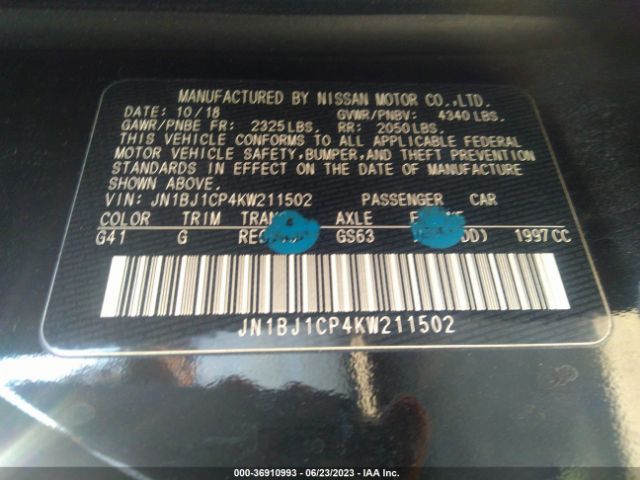 MANUFACTURED BY NISSAN MOTOR CO.,LTD.
DATE: 10/18 GVWR/PNBV: 4340 LBS.
GAWR/PNBE FR: 2325 LBS. RR: 2050 LBS.
THIS VEHICLE CONFORMS TO ALL APPLICABLE FEDERAL
MOTOR VEHICLE SAFETY, BUMPER, AND THEFT PREVENTION
STANDARDS IN EFFECT ON THE DATE OF MANUFACTURE
SHOWN ABOVE.
VIN: JN1BJ1CP4KW211502 PASSENGER CAR
COLOR TRIM AXLE
G41 G GS63 1997 CC
JN1BJ1CP4KW211502
000-36910993 - 06/23/2023 - IAA Inc.